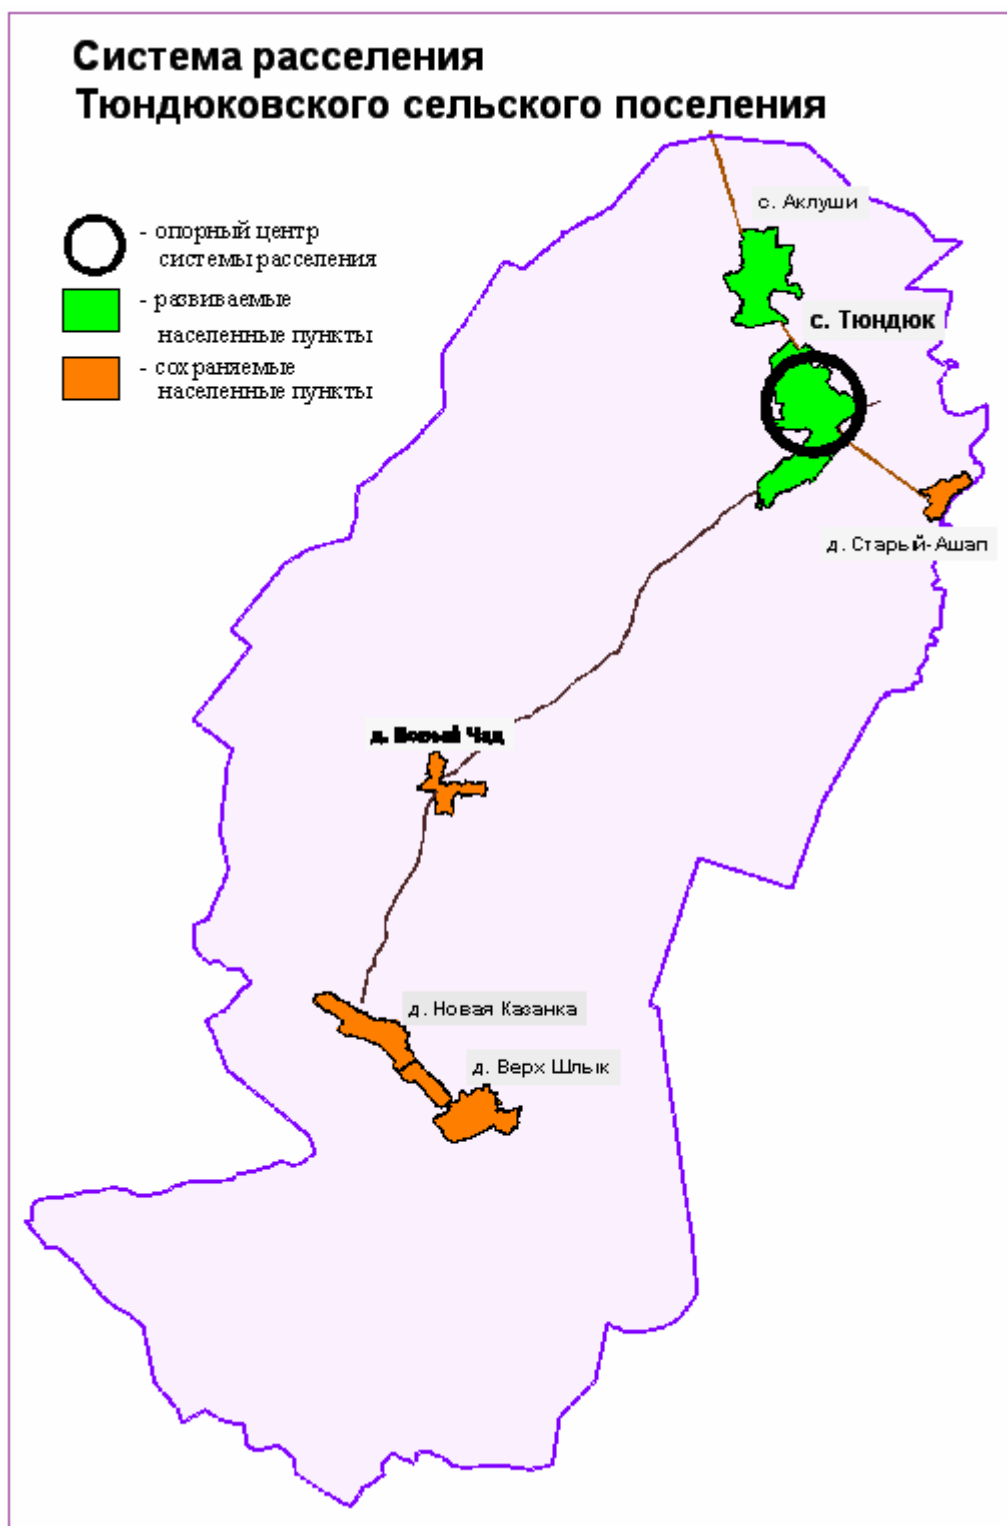 Система расселения
Тюндюковского сельского поселения
с. Аклуши
- опорный центр
системы расселения
- развиваемые
населенные пункты
с. Тюндюк
- сохраняемые
населенные пункты
д. Старый-Ашап
д. Новый Чад
д. Новая Казанка
д. Верх Шлык